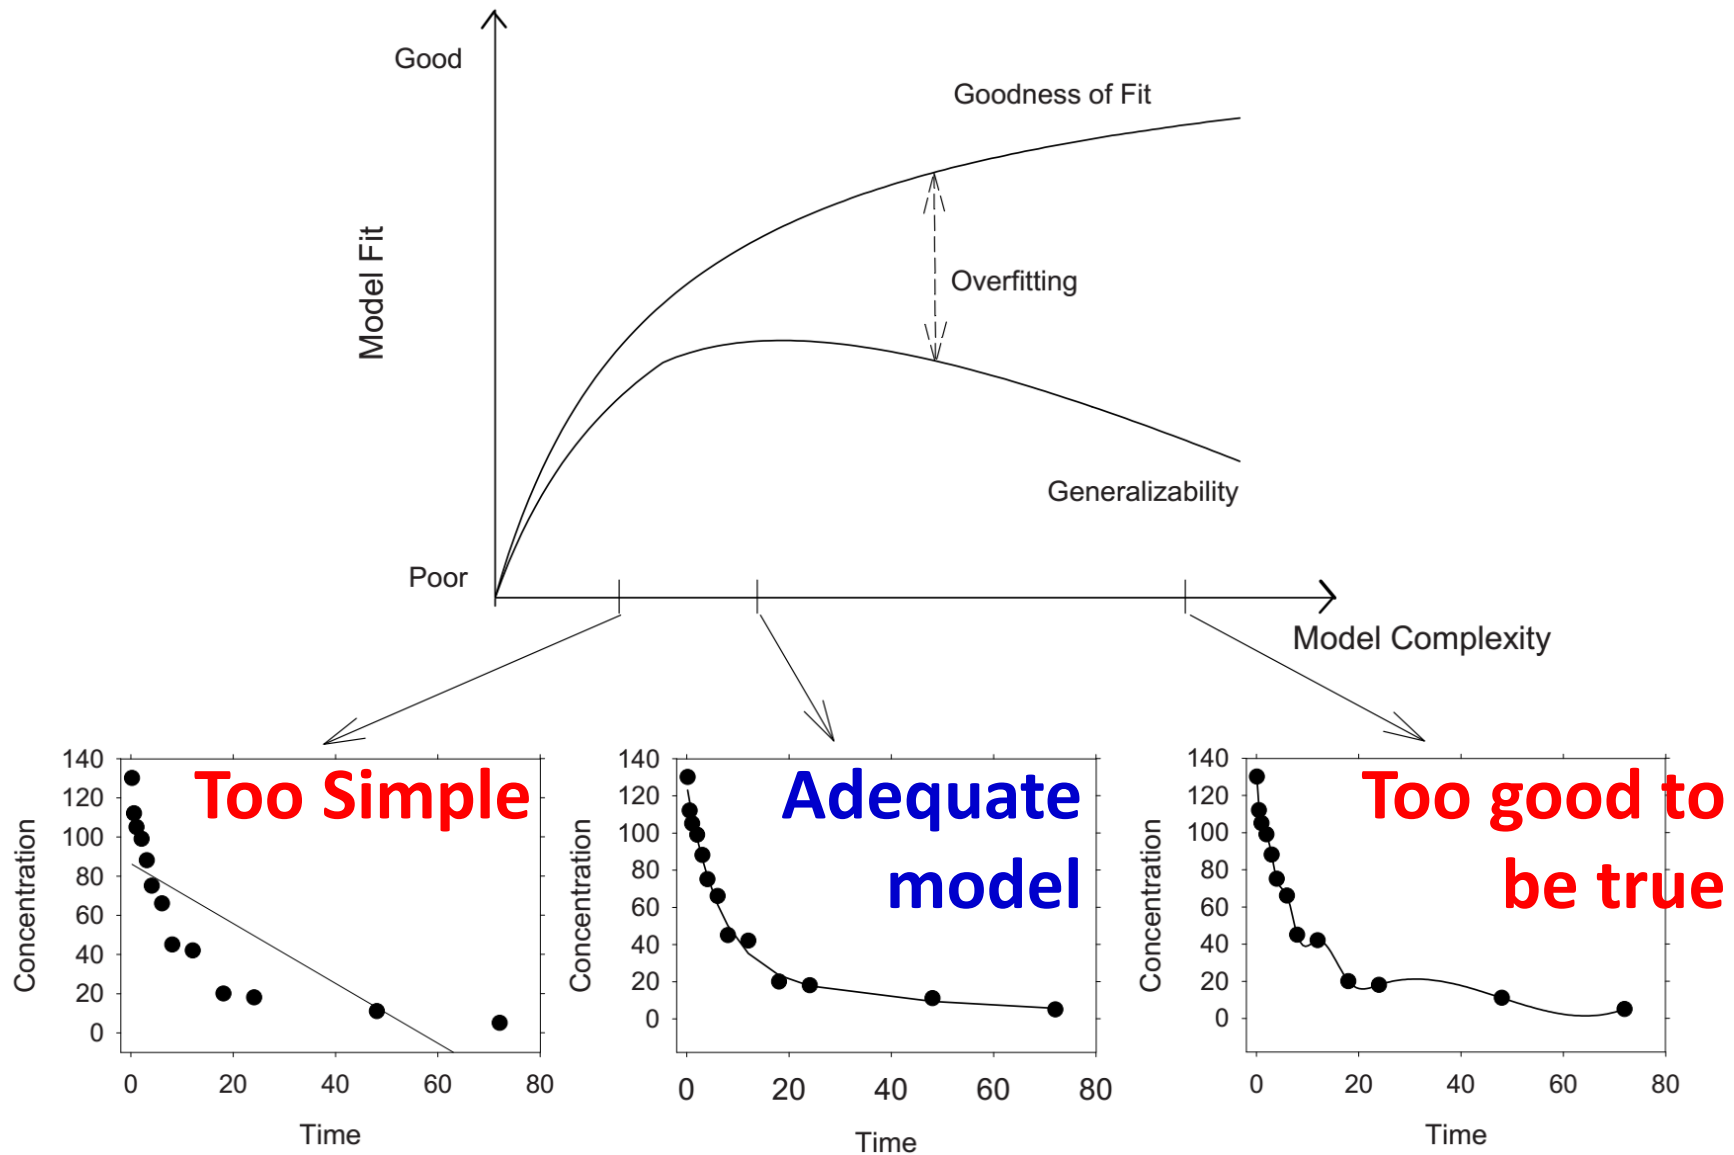 Good
Goodness of Fit
Model Fit
Overfitting
Generalizability
Poor
Model Complexity
Too Simple
140
120
100
80
60
40
20
0
Concentration
0 20 40 60 80
Time
Adequate
model
140
120
100
80
60
40
20
0
Concentration
0 20 40 60 80
Time
Too good to
be true
140
120
100
80
60
40
20
0
Concentration
0 20 40 60 80
Time